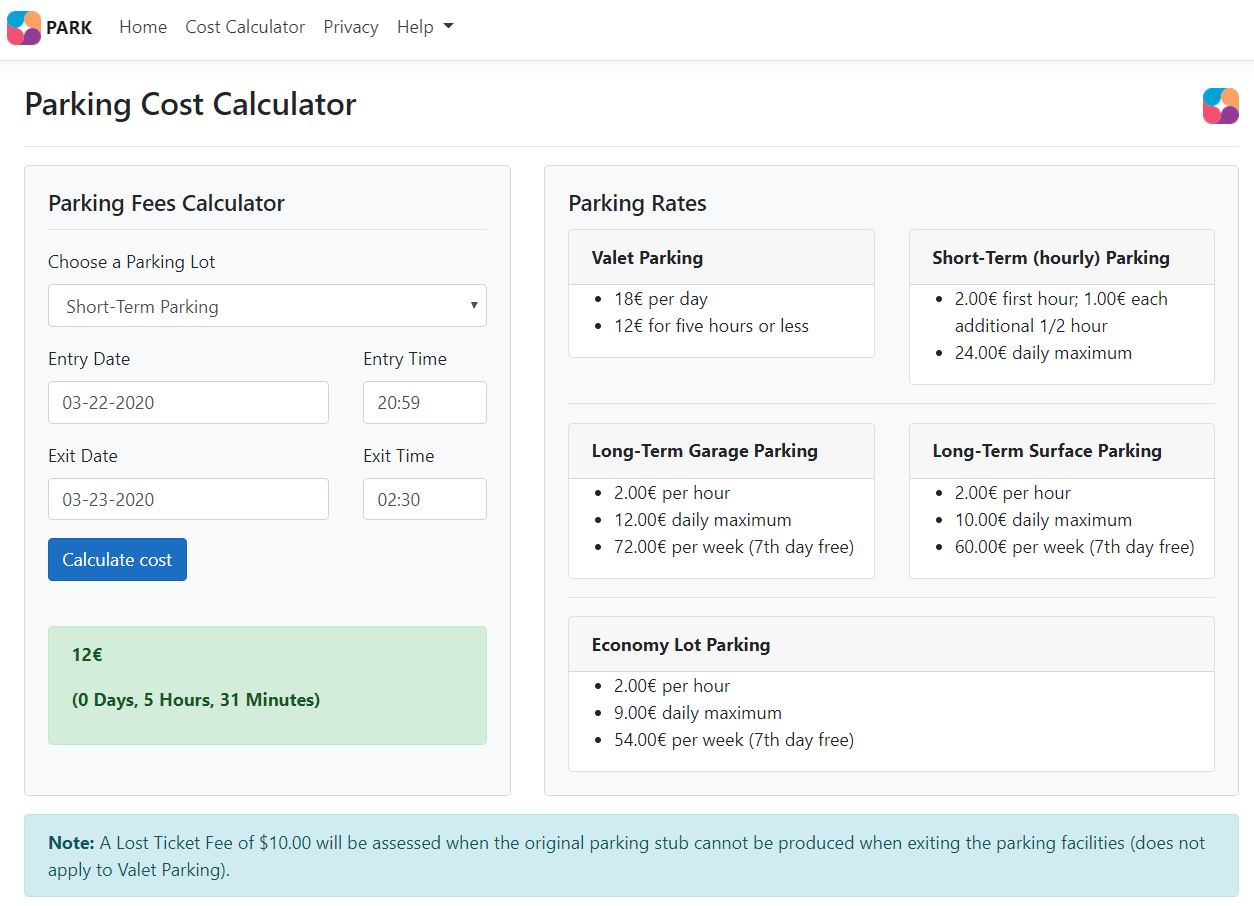 PARK Home Cost Calculator Privacy Help
Parking Cost Calculator
Parking Fees Calculator
Choose a Parking Lot
Short-Term Parking
Entry Date Entry Time
03-22-2020 20:59
Exit Date Exit Time
03-23-2020 02:30
Calculate cost
12€
(0 Days, 5 Hours, 31 Minutes)
Parking Rates
Valet Parking
• 18€ per day
• 12€ for five hours or less
Short-Term (hourly) Parking
• 2.00€ first hour; 1.00€ each
additional 1/2 hour
• 24.00€ daily maximum
Long-Term Garage Parking
• 2.00€ per hour
• 12.00€ daily maximum
• 72.00€ per week (7th day free)
Long-Term Surface Parking
• 2.00€ per hour
• 10.00€ daily maximum
• 60.00€ per week (7th day free)
Economy Lot Parking
• 2.00€ per hour
• 9.00€ daily maximum
• 54.00€ per week (7th day free)
Note: A Lost Ticket Fee of $10.00 will be assessed when the original parking stub cannot be produced when exiting the parking facilities (does not
apply to Valet Parking).